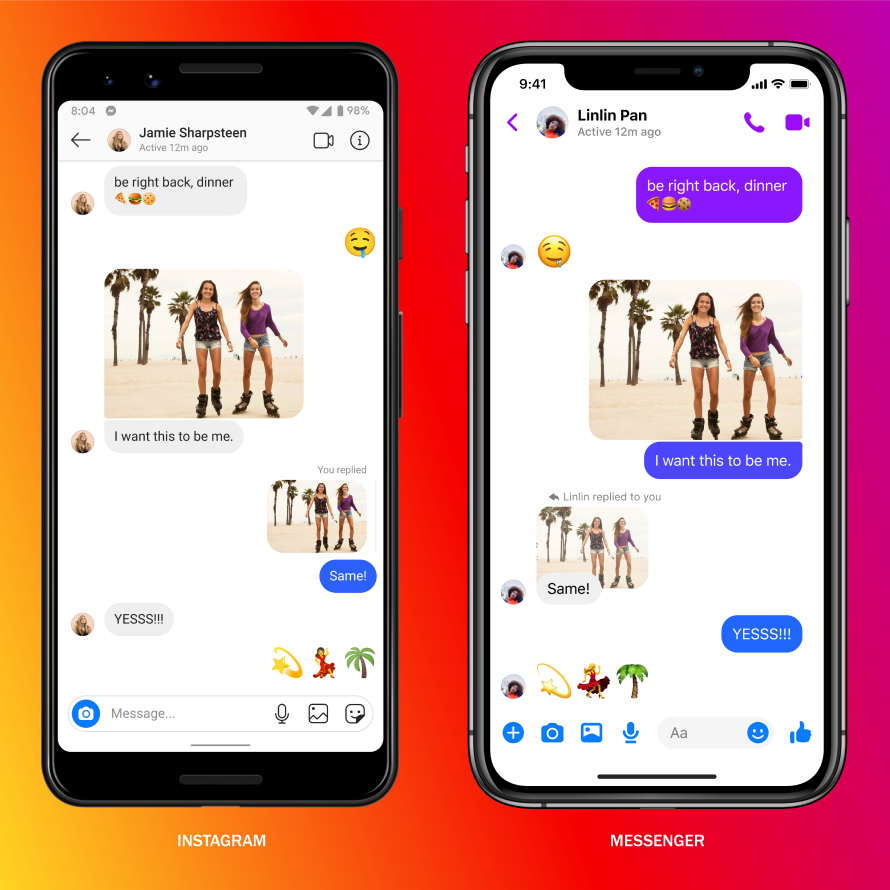 8:04
98%
Jamie Sharpsteen
Active 12m ago
be right back, dinner
I want this to be me.
You replied
Same!
YESSS!!!
Message...
INSTAGRAM
9:41
Linlin Pan
Active 12m ago
be right back, dinner
I want this to be me.
Linlin replied to you
Same!
YESSS!!!
Aa
MESSENGER